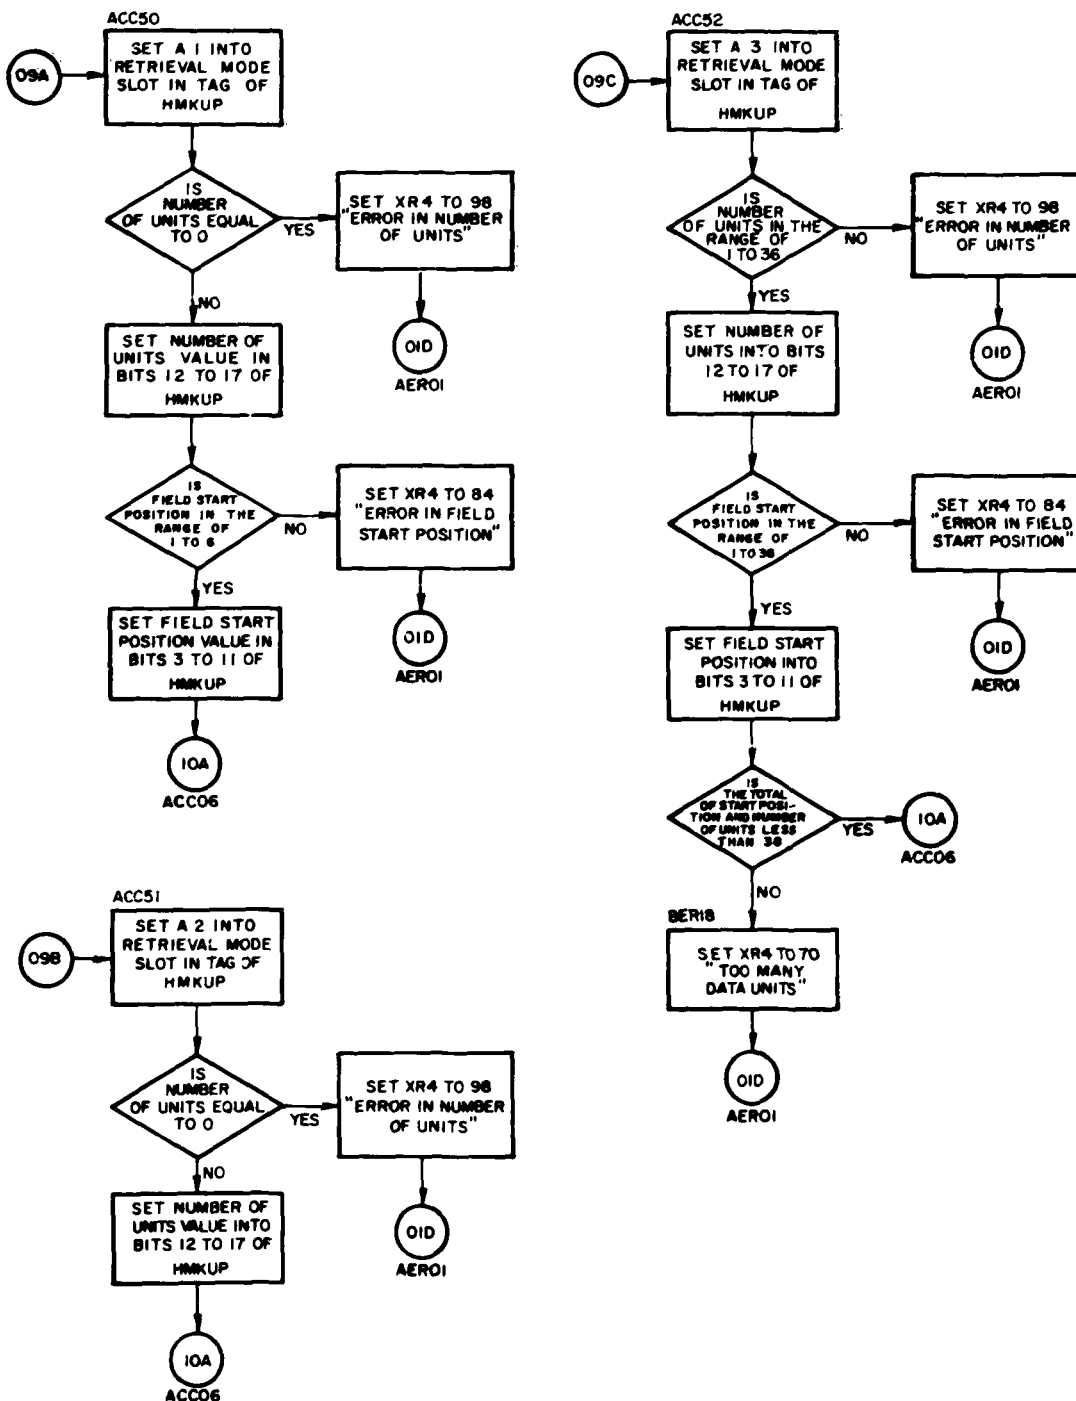 ACC50
09A
SET A 1 INTO
RETRIEVAL MODE
SLOT IN TAG OF
HMKUP
IS
NUMBER
OF UNITS EQUAL
TO 0
YES
SET XR4 TO 98
"ERROR IN NUMBER
OF UNITS"
01D
AER01
NO
SET NUMBER OF
UNITS VALUE IN
BITS 12 TO 17 OF
HMKUP
IS
FIELD START
POSITION IN THE
RANGE OF
1 TO 6
NO
SET XR4 TO 84
"ERROR IN FIELD
START POSITION"
01D
AER01
YES
SET FIELD START
POSITION VALUE IN
BITS 3 TO 11 OF
HMKUP
10A
ACC06
ACC51
09B
SET A 2 INTO
RETRIEVAL MODE
SLOT IN TAG OF
HMKUP
IS
NUMBER
OF UNITS EQUAL
TO 0
YES
SET XR4 TO 98
"ERROR IN NUMBER
OF UNITS"
01D
AER01
NO
SET NUMBER OF
UNITS VALUE INTO
BITS 12 TO 17 OF
HMKUP
10A
ACC06
ACC52
09C
SET A 3 INTO
RETRIEVAL MODE
SLOT IN TAG OF
HMKUP
IS
NUMBER
OF UNITS IN THE
RANGE OF
1 TO 36
NO
SET XR4 TO 98
"ERROR IN NUMBER
OF UNITS"
01D
AER01
YES
SET NUMBER OF
UNITS INTO BITS
12 TO 17 OF
HMKUP
IS
FIELD START
POSITION IN THE
RANGE OF
1 TO 36
NO
SET XR4 TO 84
"ERROR IN FIELD
START POSITION"
01D
AER01
YES
SET FIELD START
POSITION INTO
BITS 3 TO 11 OF
HMKUP
IS
THE TOTAL
OF START POSI-
TION AND NUMBER
OF UNITS LESS
THAN 36
YES
10A
ACC06
NO
BER18
SET XR4 TO 70
"TOO MANY
DATA UNITS"
01D
AER01